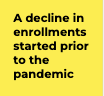 A decline in
enrollments
started prior
to the
pandemic